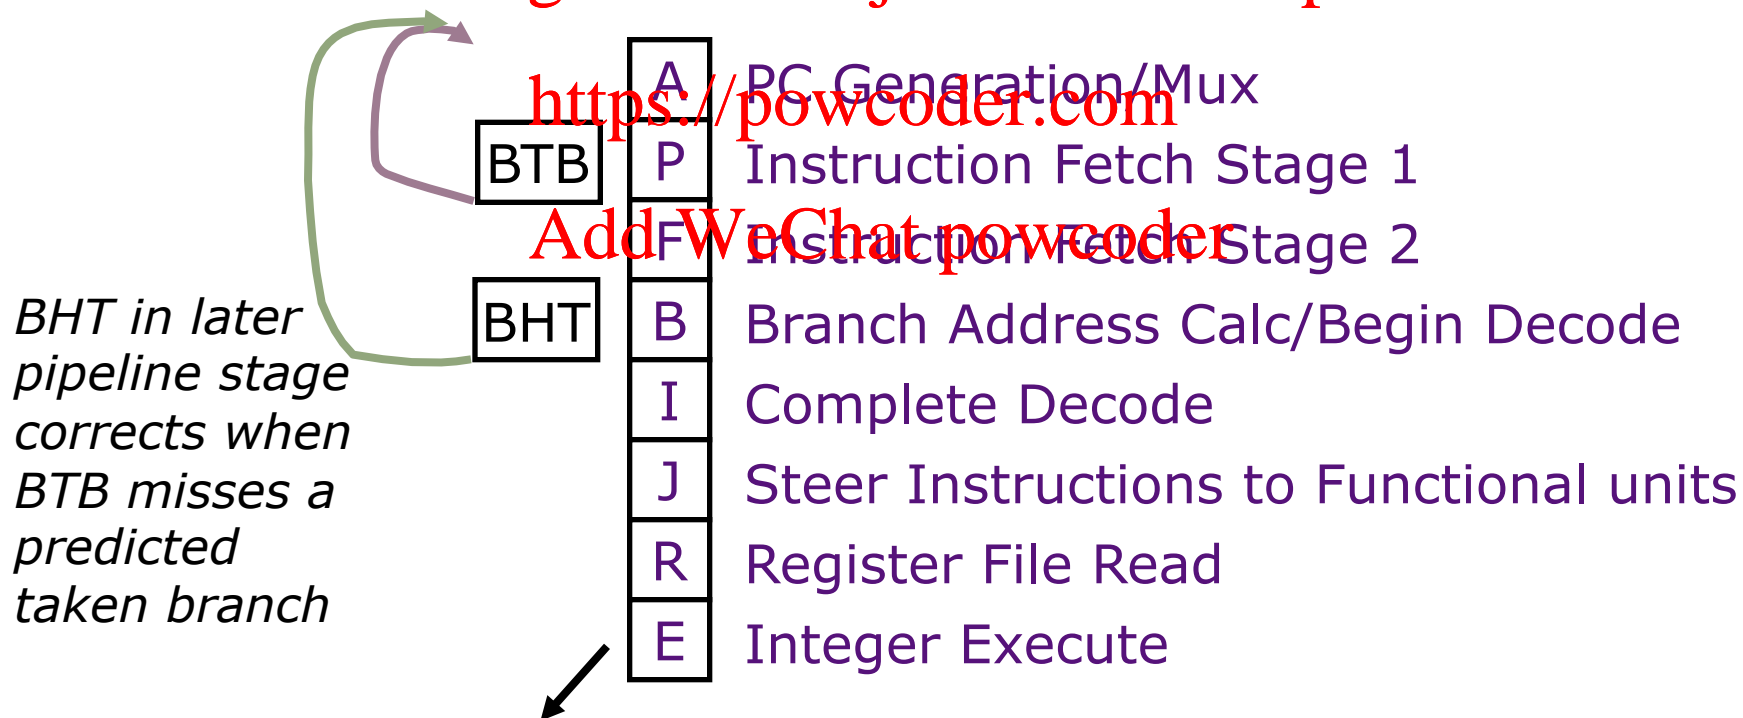 A PC Generation/Mux
https://powcoder.com
BTB P Instruction Fetch Stage 1
F Instruction Fetch Stage 2
Add WeChat powcoder
BHT B Branch Address Calc/Begin Decode
I Complete Decode
J Steer Instructions to Functional units
R Register File Read
E Integer Execute
BHT in later
pipeline stage
corrects when
BTB misses a
predicted
taken branch